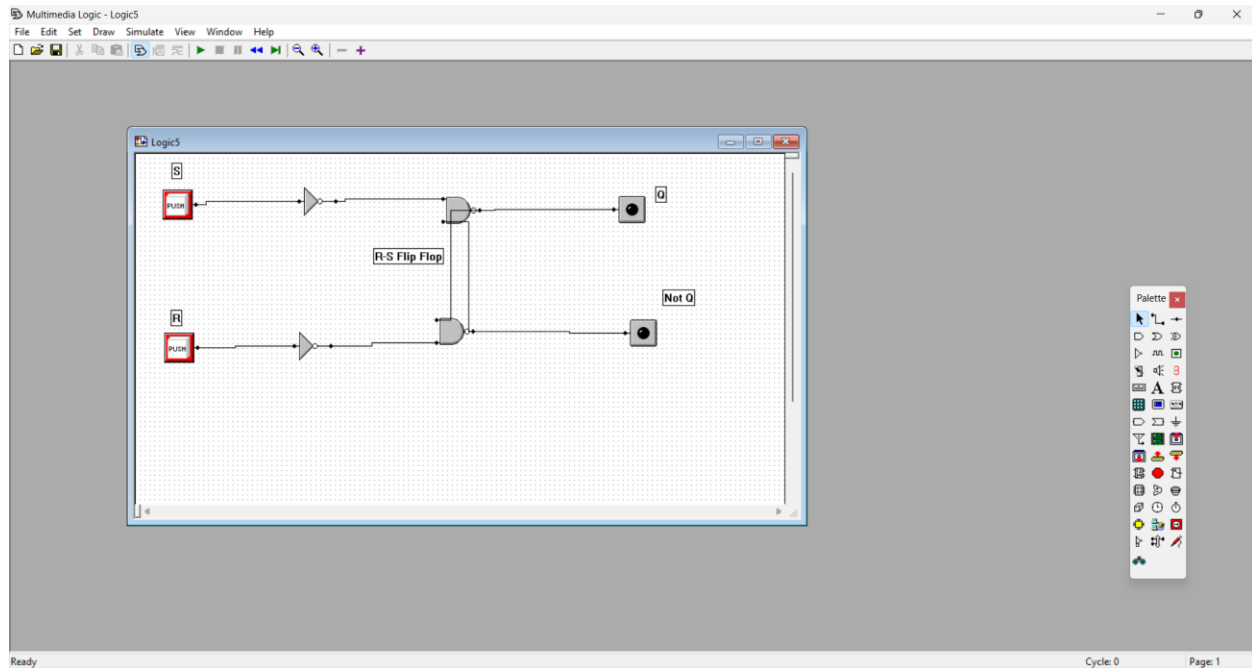 Multimedia Logic - Logic5
File Edit Set Draw Simulate View Window Help
Logic5
S
PUSH
Q
R-S Flip Flop
Not Q
R
PUSH
Palette
A
8
Ready
Cycle: 0
Page: 1